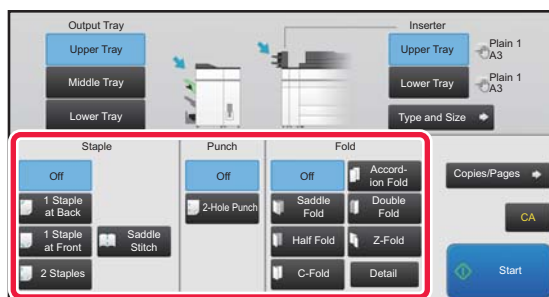 Output Tray
Inserter
Upper Tray
Upper Tray
Plain 1
A3
Middle Tray
Lower Tray
Plain 1
A3
Lower Tray
Type and Size
Staple
Punch
Fold
Off
Off
Off
Accord-
ion Fold
Copies/Pages
1 Staple
at Back
2-Hole Punch
Saddle
Fold
Double
Fold
CA
1 Staple
at Front
Saddle
Stitch
Half Fold
Z-Fold
2 Staples
C-Fold
Detail
Start